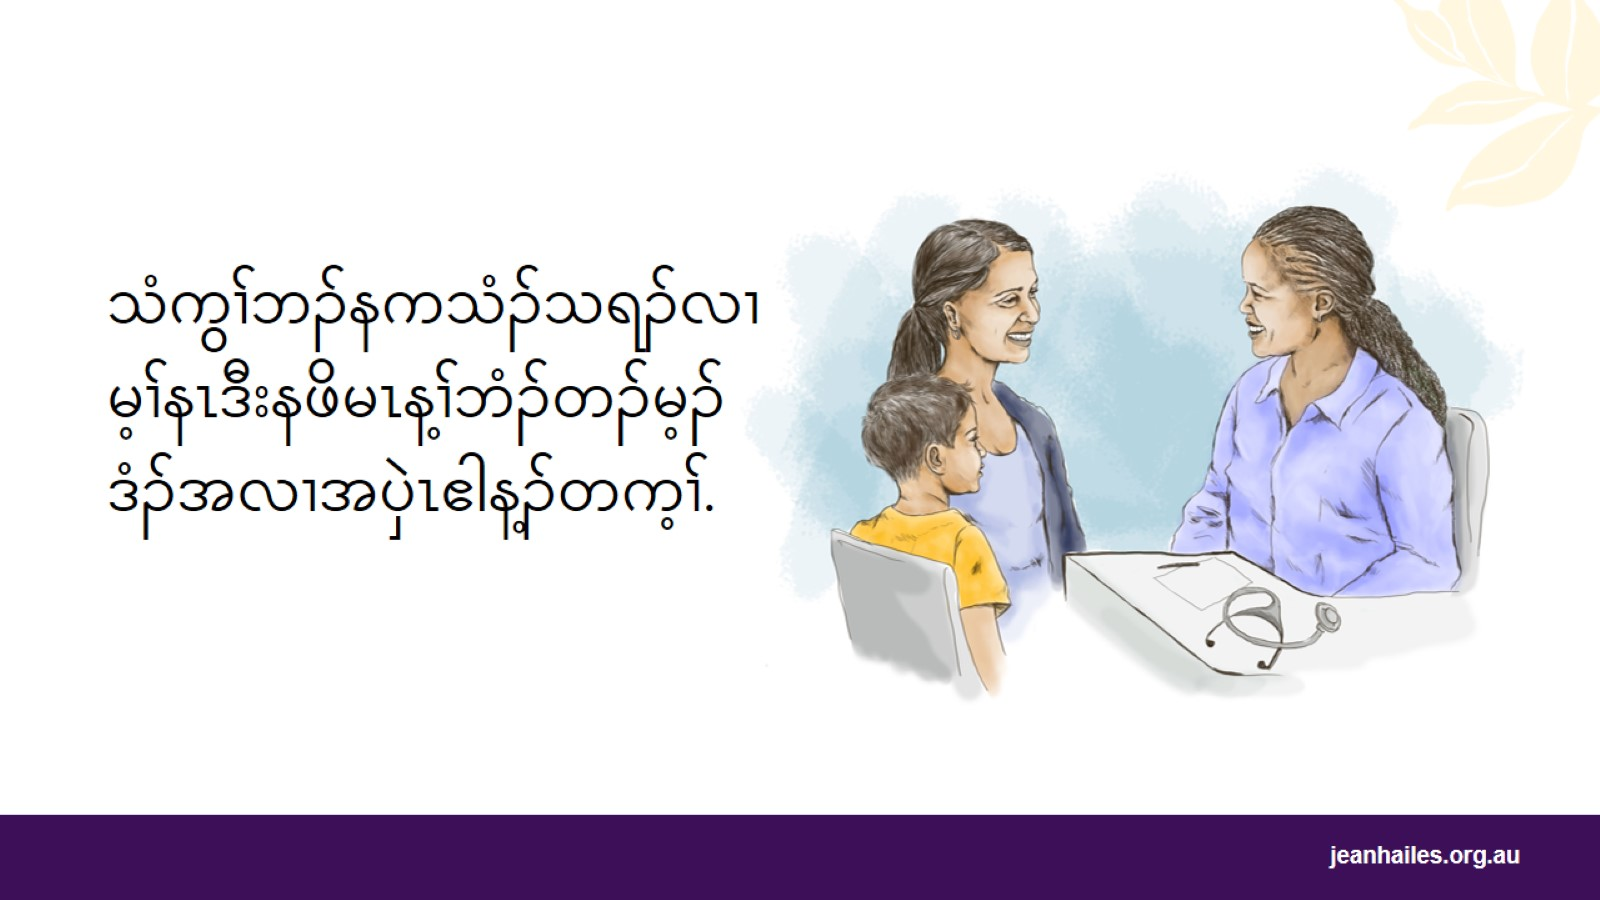 သံကွၢ်ဘၣ်နကသံၣ်သရၣ်လၢ
မ့ၢ်နၤဒီးနဖိမၤန့ၢ်ဘံၣ်တၣ်မ့ၣ်
ဒံၣ်အလၢအပှဲၤဧါန့ၣ်တက့ၢ်.
jeanhailes.org.au